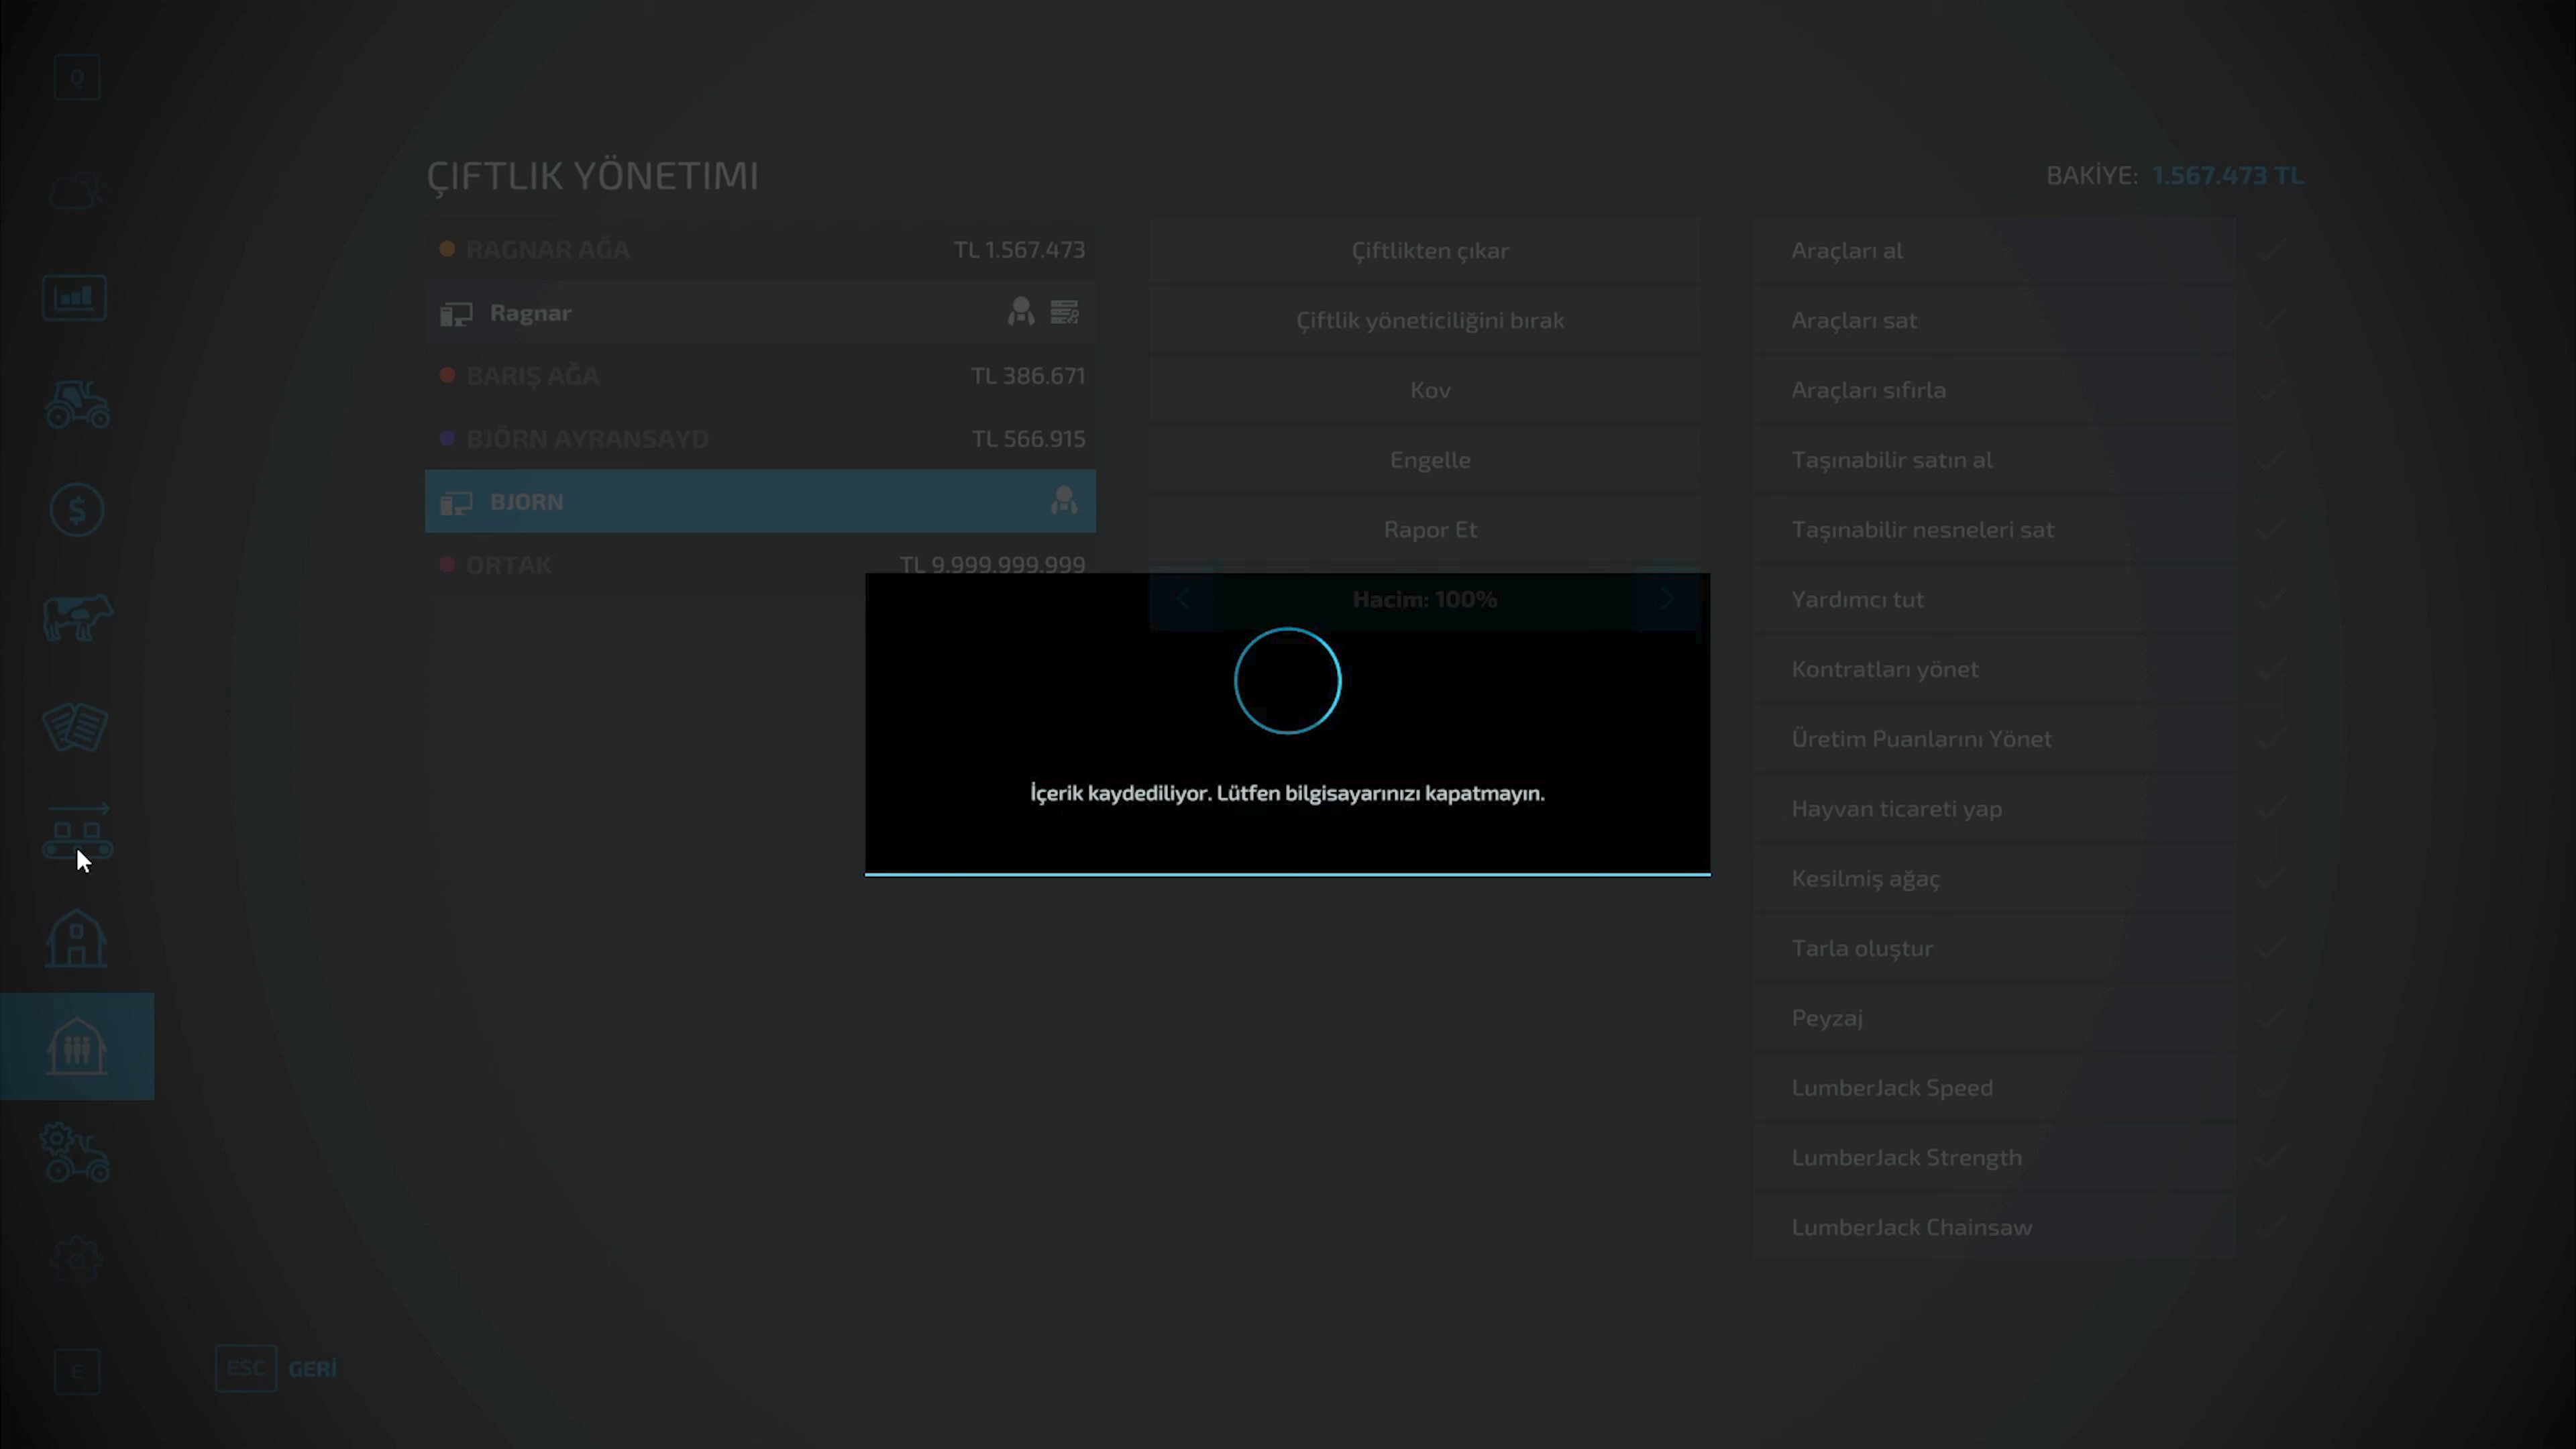 Q
ÇIFTLIK YÖNETIMI
BAKİYE: 1.567.473 TL
RAGNAR AĞA TL 1.567.473
Ragnar
BARIŞ AĞA TL 386.671
BJÖRN AYRANSAYD TL 566.915
BJORN
ORTAK TL 9.999.999.999
Çiftlikten çıkar
Çiftlik yöneticiliğini bırak
Kov
Engelle
Rapor Et
Hacim: 100%
İçerik kaydediliyor. Lütfen bilgisayarınızı kapatmayın.
Araçları al
Araçları sat
Araçları sıfırla
Taşınabilir satın al
Taşınabilir nesneleri sat
Yardımcı tut
Kontratları yönet
Üretim Puanlarını Yönet
Hayvan ticareti yap
Kesilmiş ağaç
Tarla oluştur
Peyzaj
LumberJack Speed
LumberJack Strength
LumberJack Chainsaw
E
ESC GERİ